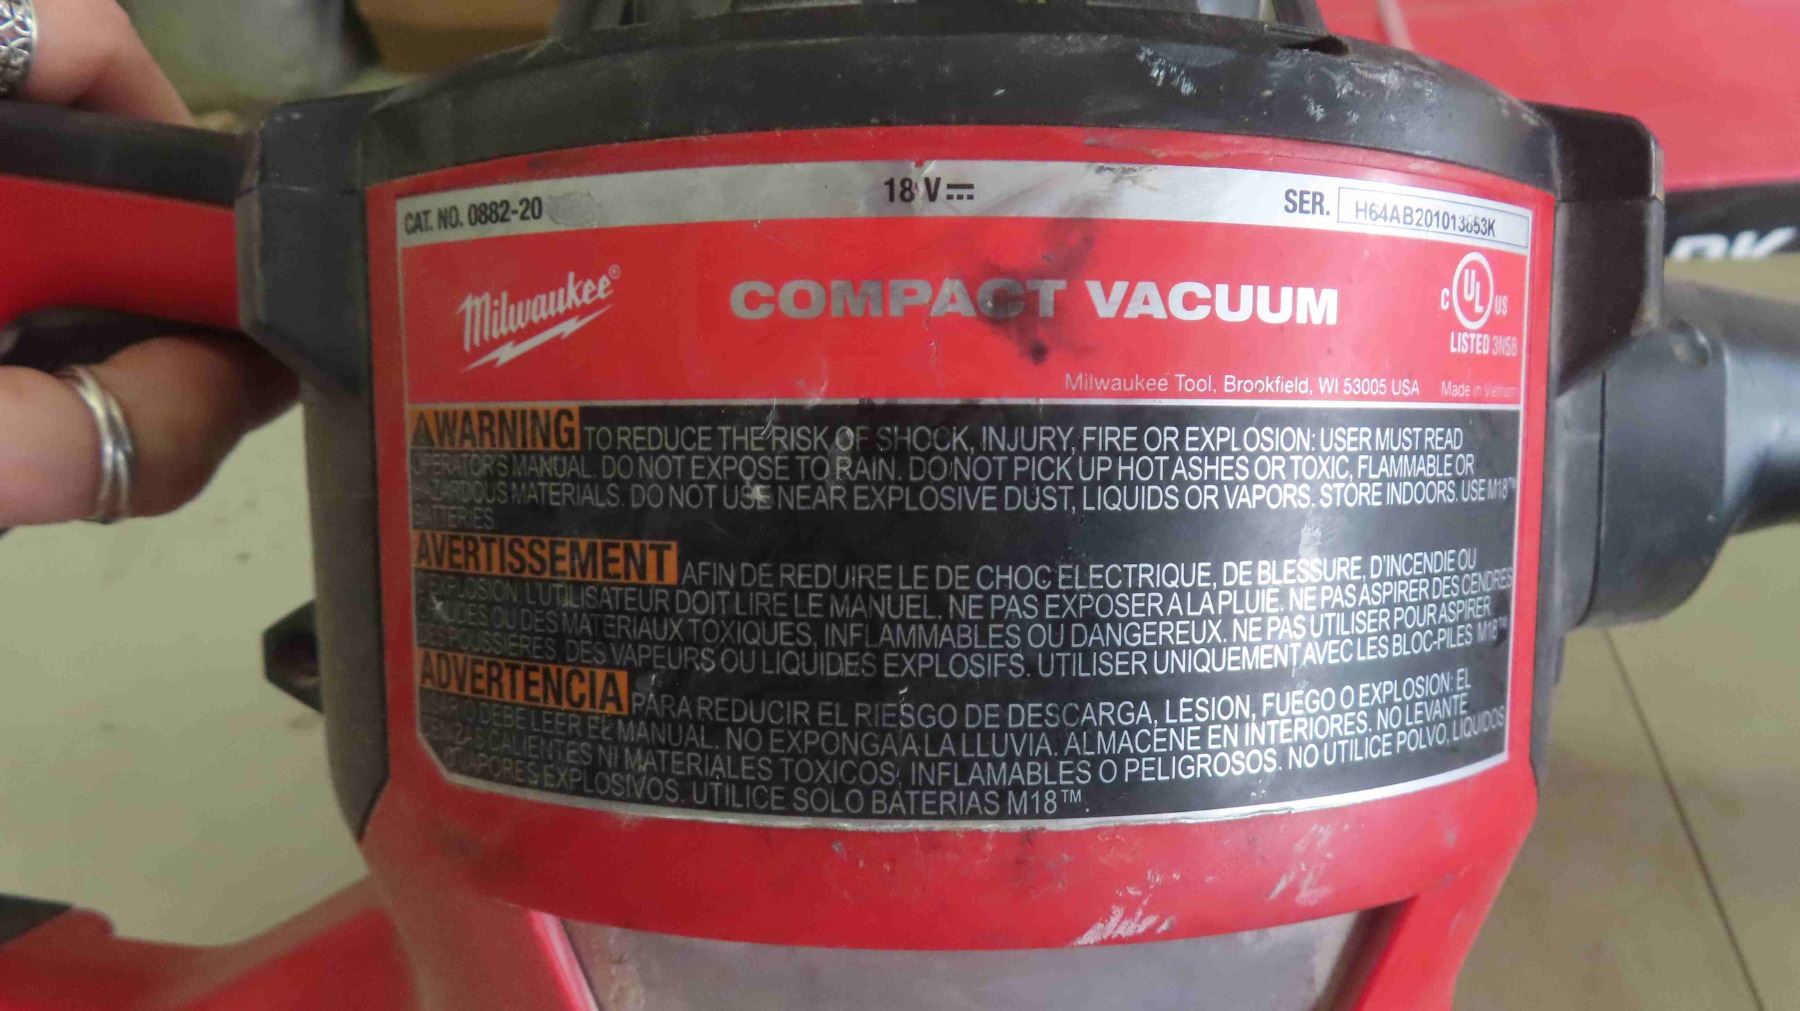 CAT. NO. 0882-20
18 V
SER. H64AB201013853K
Milwaukee®
COMPACT VACUUM
C UL US
LISTED 3NSB
Milwaukee Tool, Brookfield, WI 53005 USA Made in Vietnam
WARNING TO REDUCE THE RISK OF SHOCK, INJURY, FIRE OR EXPLOSION: USER MUST READ
OPERATOR'S MANUAL. DO NOT EXPOSE TO RAIN. DO NOT PICK UP HOT ASHES OR TOXIC, FLAMMABLE OR
HAZARDOUS MATERIALS. DO NOT USE NEAR EXPLOSIVE DUST, LIQUIDS OR VAPORS. STORE INDOORS. USE M18™
BATTERIES.
AVERTISSEMENT AFIN DE REDUIRE LE DE CHOC ELECTRIQUE, DE BLESSURE, D'INCENDIE OU
D'EXPLOSION L'UTILISATEUR DOIT LIRE LE MANUEL. NE PAS EXPOSER A LA PLUIE. NE PAS ASPIRER DES CENDRES
CHAUDES OU DES MATERIAUX TOXIQUES, INFLAMMABLES OU DANGEREUX. NE PAS UTILISER POUR ASPIRER
DES POUSSIERES, DES VAPEURS OU LIQUIDES EXPLOSIFS. UTILISER UNIQUEMENT AVEC LES BLOC-PILES M18™
ADVERTENCIA PARA REDUCIR EL RIESGO DE DESCARGA, LESION, FUEGO O EXPLOSION: EL
DEBE LEER EL MANUAL. NO EXPONGA A LA LLUVIA. ALMACENE EN INTERIORES. NO LEVANTE
CENIZAS CALIENTES NI MATERIALES TOXICOS, INFLAMABLES O PELIGROSOS. NO UTILICE POLVO, LIQUIDOS
O VAPORES EXPLOSIVOS. UTILICE SOLO BATERIAS M18™